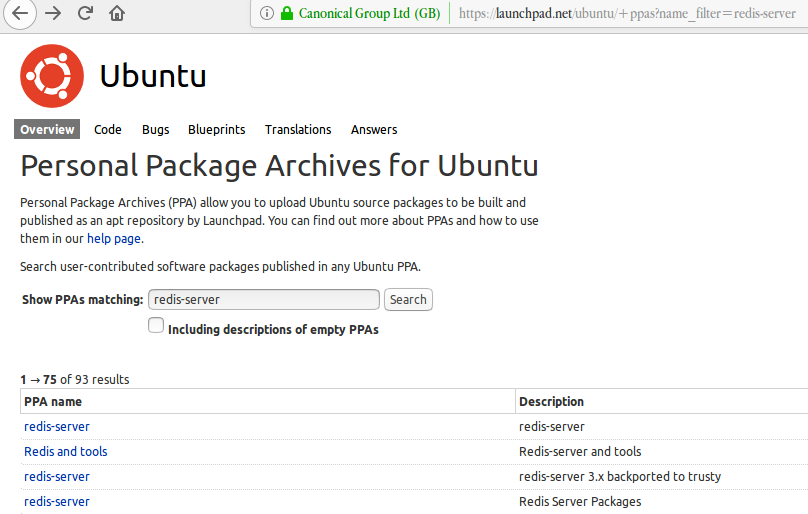 Canonical Group Ltd (GB) https://launchpad.net/ubuntu/+ppas?name_filter=redis-server
Ubuntu
Overview Code Bugs Blueprints Translations Answers
Personal Package Archives for Ubuntu
Personal Package Archives (PPA) allow you to upload Ubuntu source packages to be built and
published as an apt repository by Launchpad. You can find out more about PPAs and how to use
them in our help page.
Search user-contributed software packages published in any Ubuntu PPA.
Show PPAs matching: redis-server Search
Including descriptions of empty PPAs
1 → 75 of 93 results
PPA name Description
redis-server redis-server
Redis and tools Redis-server and tools
redis-server redis-server 3.x backported to trusty
redis-server Redis Server Packages